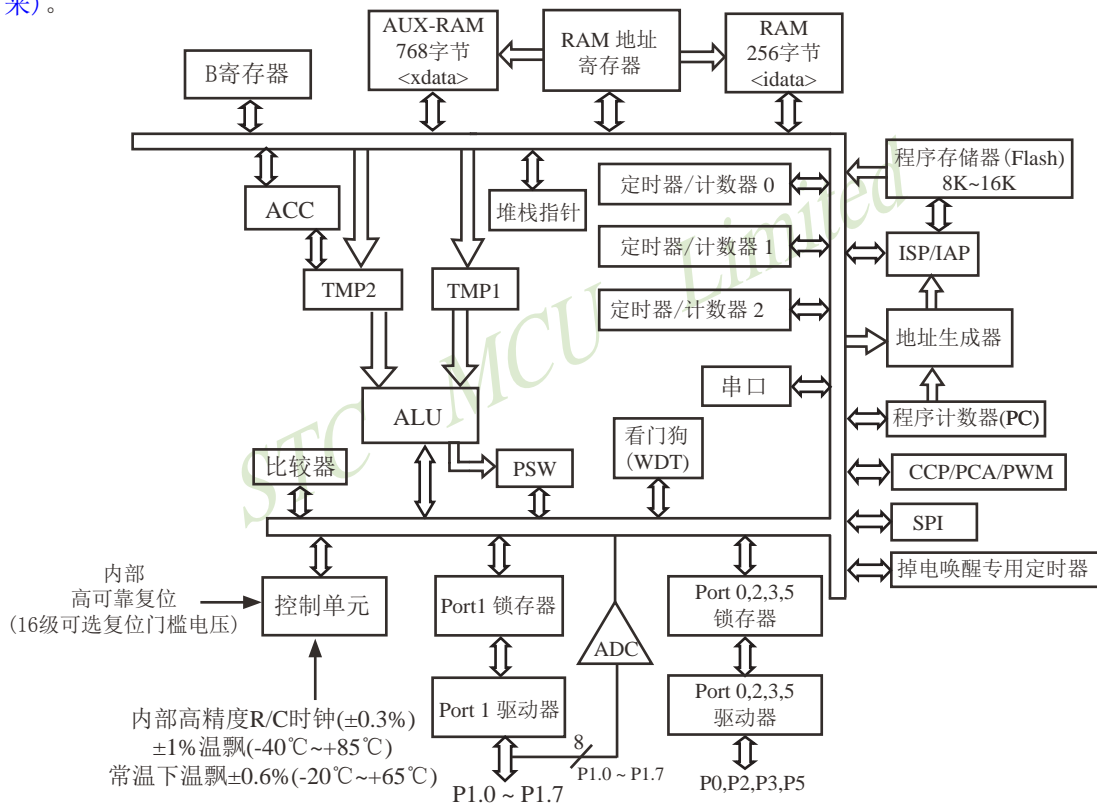 来)。
AUX-RAM
768字节
<xdata>
RAM 地址
寄存器
RAM
256字节
<idata>
B寄存器
程序存储器(Flash)
8K~16K
定时器/计数器 0
ACC
堆栈指针
定时器/计数器 1
ISP/IAP
TMP2
TMP1
定时器/计数器 2
地址生成器
串口
ALU
程序计数器(PC)
看门狗
(WDT)
比较器
PSW
CCP/PCA/PWM
SPI
掉电唤醒专用定时器
内部
高可靠复位
(16级可选复位门槛电压)
控制单元
Port1 锁存器
ADC
Port 0,2,3,5
锁存器
Port 1 驱动器
Port 0,2,3,5
驱动器
内部高精度R/C时钟(±0.3%)
±1%温飘(-40℃~+85℃)
常温下温飘±0.6%(-20℃~+65℃)
8
P1.0 ~ P1.7
P1.0 ~ P1.7
P0,P2,P3,P5
STC MCU Limited